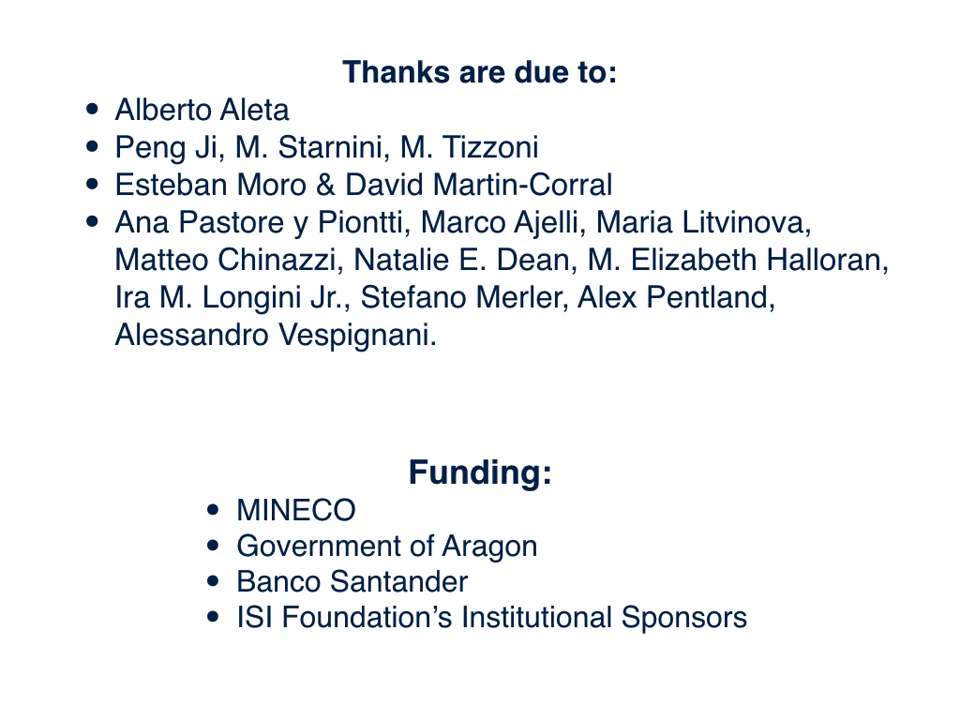 Thanks are due to:
• Alberto Aleta
• Peng Ji, M. Starnini, M. Tizzoni
• Esteban Moro & David Martin-Corral
• Ana Pastore y Piontti, Marco Ajelli, Maria Litvinova,
Matteo Chinazzi, Natalie E. Dean, M. Elizabeth Halloran,
Ira M. Longini Jr., Stefano Merler, Alex Pentland,
Alessandro Vespignani.
Funding:
• MINECO
• Government of Aragon
• Banco Santander
• ISI Foundation’s Institutional Sponsors